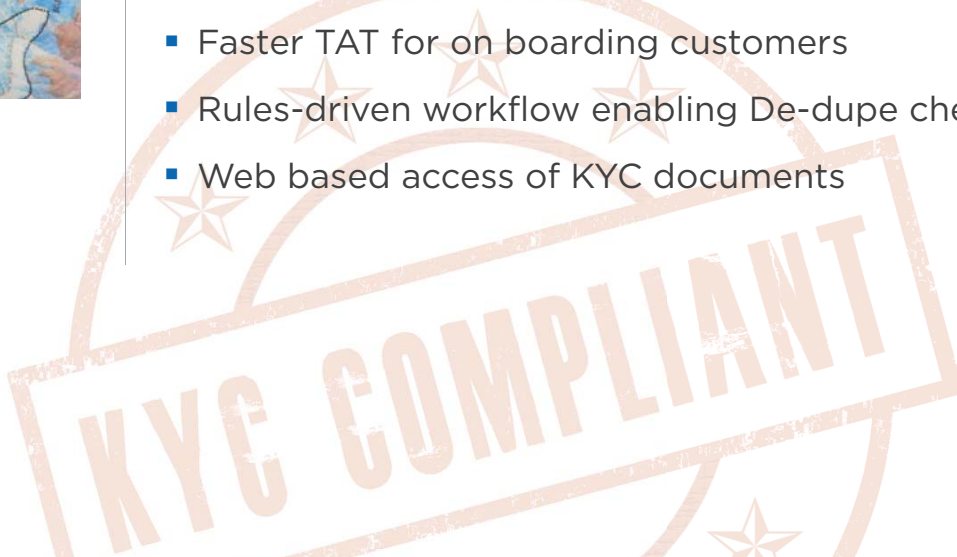 Faster TAT for on boarding customers
Rules-driven workflow enabling De-dupe
Web based access of KYC documents
KYC COMPLIANT